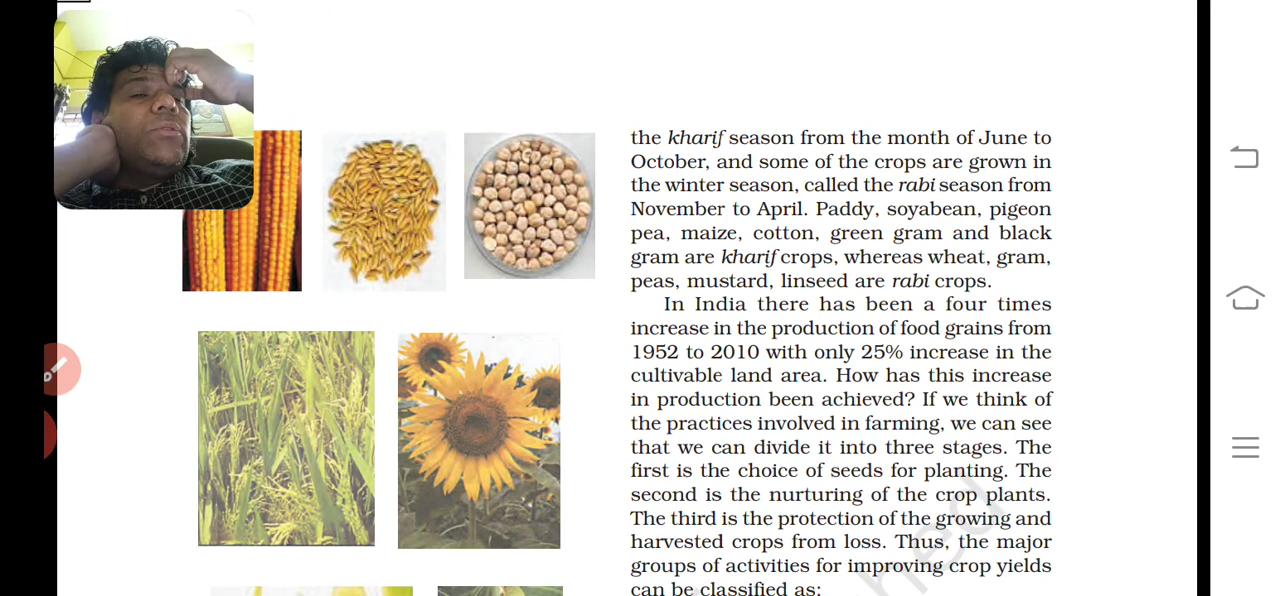 the kharif season from the month of June to
October, and some of the crops are grown in
the winter season, called the rabi season from
November to April. Paddy, soyabean, pigeon
pea, maize, cotton, green gram and black
gram are kharif crops, whereas wheat, gram,
peas, mustard, linseed are rabi crops.
In India there has been a four times
increase in the production of food grains from
1952 to 2010 with only 25% increase in the
cultivable land area. How has this increase
in production been achieved? If we think of
the practices involved in farming, we can see
that we can divide it into three stages. The
first is the choice of seeds for planting. The
second is the nurturing of the crop plants.
The third is the protection of the growing and
harvested crops from loss. Thus, the major
groups of activities for improving crop yields
can be classified as: